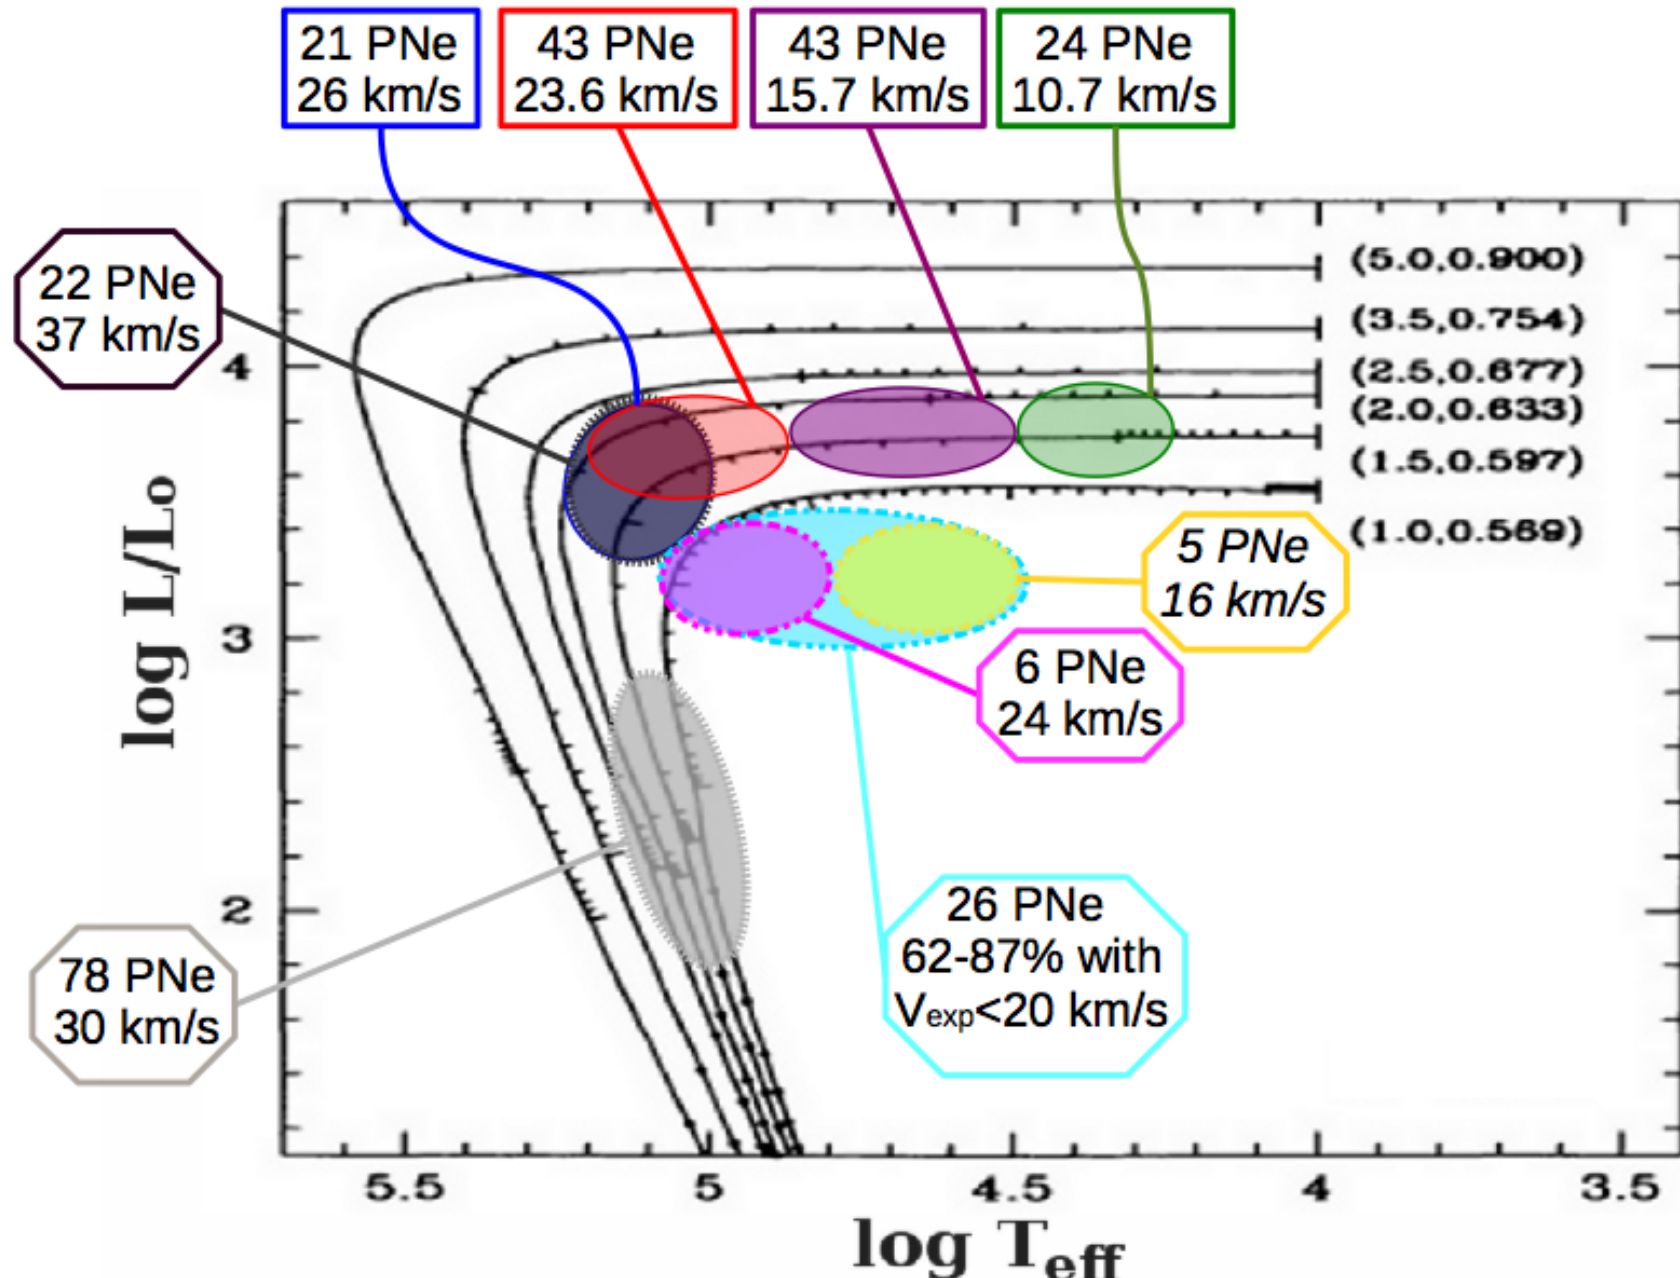 21 PNe
26 km/s
43 PNe
23.6 km/s
43 PNe
15.7 km/s
24 PNe
10.7 km/s
22 PNe
37 km/s
(5.0,0.900)
(3.5,0.754)
(2.5,0.677)
(2.0,0.633)
(1.5,0.597)
(1.0,0.569)
5 PNe
16 km/s
6 PNe
24 km/s
26 PNe
62-87% with
Vexp<20 km/s
78 PNe
30 km/s
log L/Lo
4
3
2
5.5
5
4.5
4
3.5
log Teff